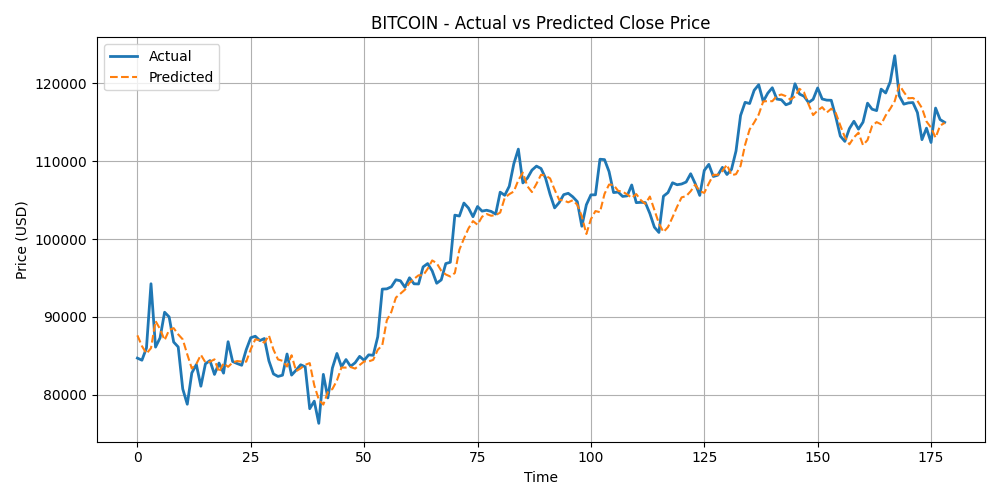 BITCOIN - Actual vs Predicted Close Price
Actual
Predicted
120000
110000
100000
90000
80000
Price (USD)
0 25 50 75 100 125 150 175
Time